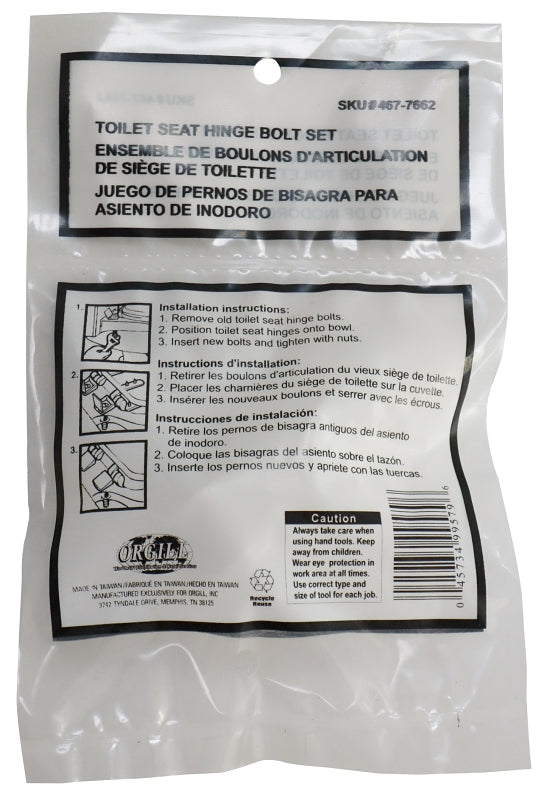 SKU#467-7662
TOILET SEAT HINGE BOLT SET
ENSEMBLE DE BOULONS D'ARTICULATION
DE SIÈGE DE TOILETTE
JUEGO DE PERNOS DE BISAGRA PARA
ASIENTO DE INODORO
1.
Installation instructions:
1. Remove old toilet seat hinge bolts.
2. Position toilet seat hinges onto bowl.
3. Insert new bolts and tighten with nuts.
2.
Instructions d'installation:
1. Retirer les boulons d'articulation du vieux siège de toilette.
2. Placer les charnières du siège de toilette sur la cuvette.
3. Insérer les nouveaux boulons et serrer avec les écrous.
3.
Instrucciones de instalación:
1. Retire los pernos de bisagra antiguos del asiento
de inodoro.
2. Coloque las bisagras del asiento sobre el tazón.
3. Inserte los pernos nuevos y apriete con las tuercas.
ORGILL
MADE IN TAIWAN/FABRIQUÉ EN TAIWAN/HECHO EN TAIWAN
MANUFACTURED EXCLUSIVELY FOR ORGILL, INC
3742 TYNDALE DRIVE, MEMPHIS, TN 38125
Recycle
Reuse
Caution
Always take care when
using hand tools. Keep
away from children.
Wear eye protection in
work area at all times.
Use correct type and
size of tool for each job.
0 45734 99579 6